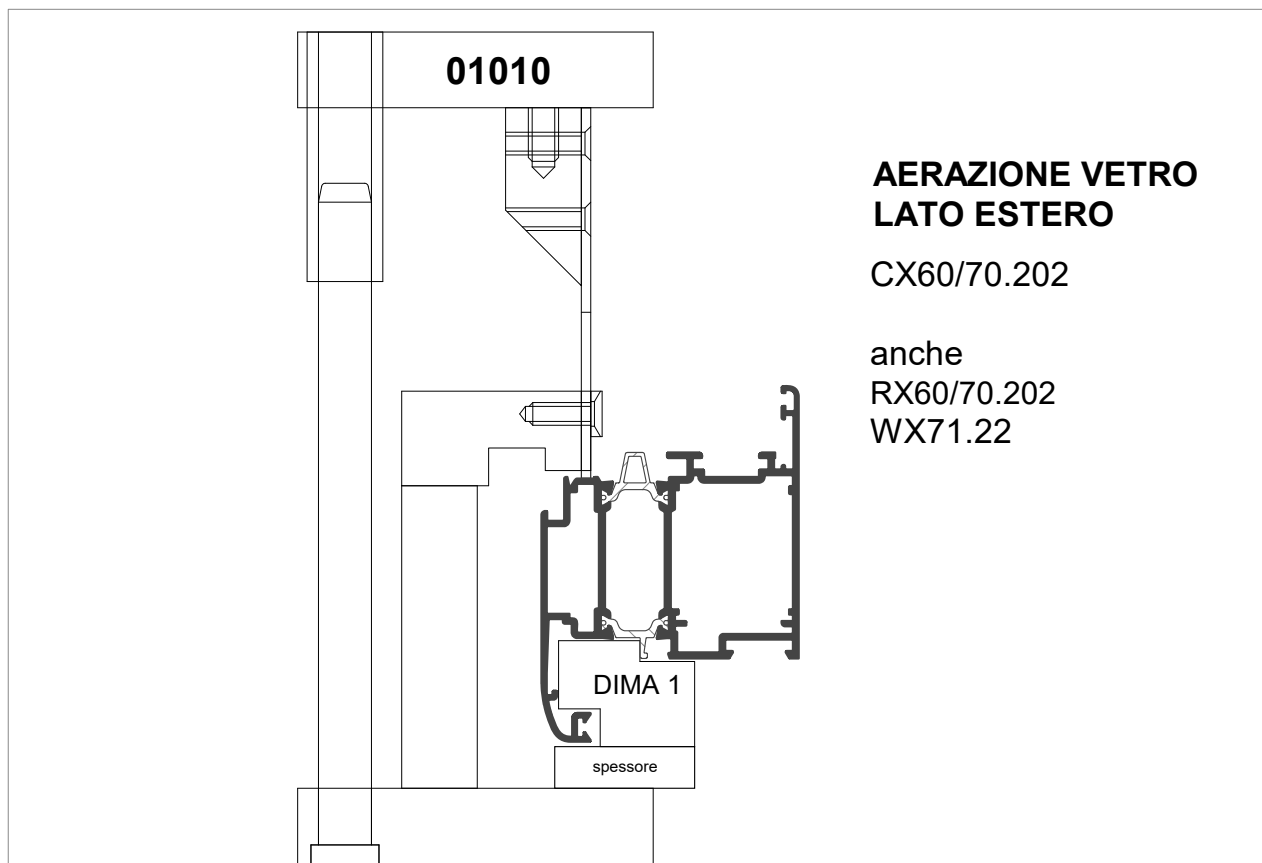 01010
AERAZIONE VETRO
LATO ESTERO
CX60/70.202
anche
RX60/70.202
WX71.22
DIMA 1
spessore